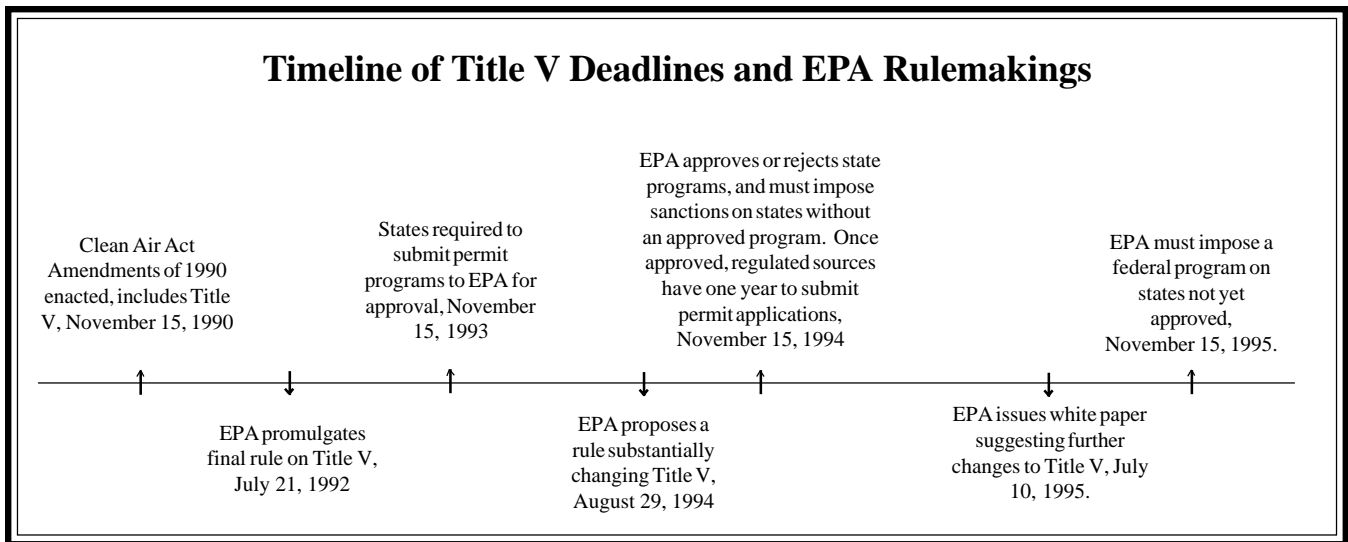 Timeline of Title V Deadlines and EPA Rulemakings
Clean Air Act
Amendments of 1990
enacted, includes Title
V, November 15, 1990
EPA promulgates
final rule on Title V,
July 21, 1992
States required to
submit permit
programs to EPA for
approval, November
15, 1993
EPA proposes a
rule substantially
changing Title V,
August 29, 1994
EPA approves or rejects state
programs, and must impose
sanctions on states without
an approved program. Once
approved, regulated sources
have one year to submit
permit applications,
November 15, 1994
EPA issues white paper
suggesting further
changes to Title V, July
10, 1995.
EPA must impose a
federal program on
states not yet
approved,
November 15, 1995.